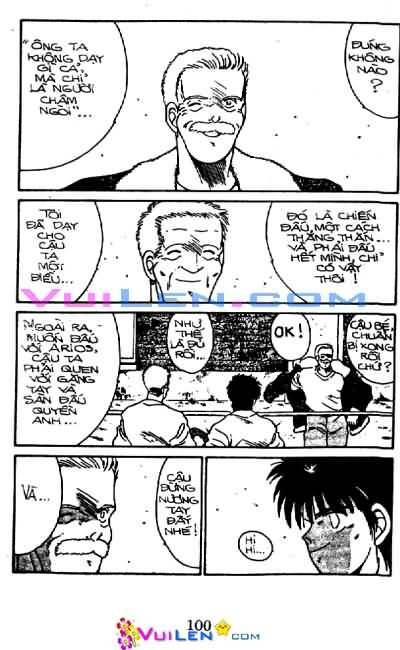 "ÔNG TA
KHÔNG DẠY
GÌ CẢ,
MÀ CHỈ
LÀ NGƯỜI
CHÂM
NGÒI"...
ĐÚNG
KHÔNG
NÀO
?
TÔI
ĐÃ DẠY
CHO
CẬU
TA
MỘT
ĐIỀU...
ĐÓ LÀ CHIẾN
ĐẤU MỘT CÁCH
THẲNG THẮN...
VÀ PHẢI ĐẤU
HẾT MÌNH, CHỈ
CÓ VẬY
THÔI !
VuiLen.com
NGOÀI RA,
MUỐN ĐẤU
VỚI ARIOS,
CẬU TA
PHẢI QUEN
VỚI GĂNG
TAY VÀ
SÀN ĐẤU
QUYỀN
ANH...
NHƯ
THẾ
LÀ ĐỦ
RỒI...
OK!
CẬU BÉ,
CHUẨN
BỊ XONG
RỒI
CHỨ?
VÀ...
CẬU
ĐỪNG
NƯƠNG
TAY
ĐẤY
NHÉ!
HI
HI...
100
VuiLen.com